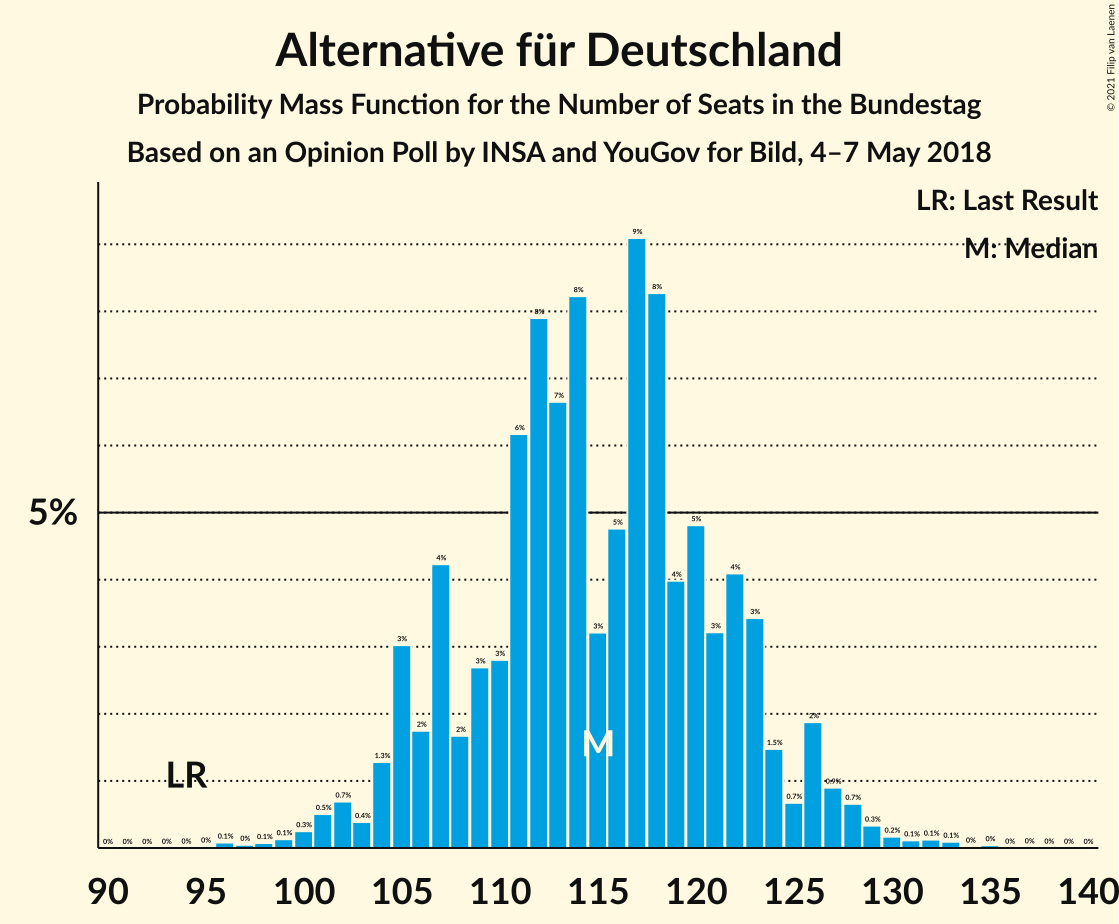 © 2021 Filip van Laenen
Alternative für Deutschland
Probability Mass Function for the Number of Seats in the Bundestag
Based on an Opinion Poll by INSA and YouGov for Bild, 4–7 May 2018
LR: Last Result
M: Median
5%
LR
M
0% 0% 0% 0% 0% 0% 0.1% 0% 0.1% 0.1% 0.3% 0.5% 0.7% 0.4% 1.3% 3% 2% 4% 2% 3% 3% 6% 8% 7% 8% 3% 5% 9% 8% 4% 5% 3% 4% 3% 1.5% 0.7% 2% 0.9% 0.7% 0.3% 0.2% 0.1% 0.1% 0.1% 0% 0% 0% 0% 0% 0% 0%
90 95 100 105 110 115 120 125 130 135 140